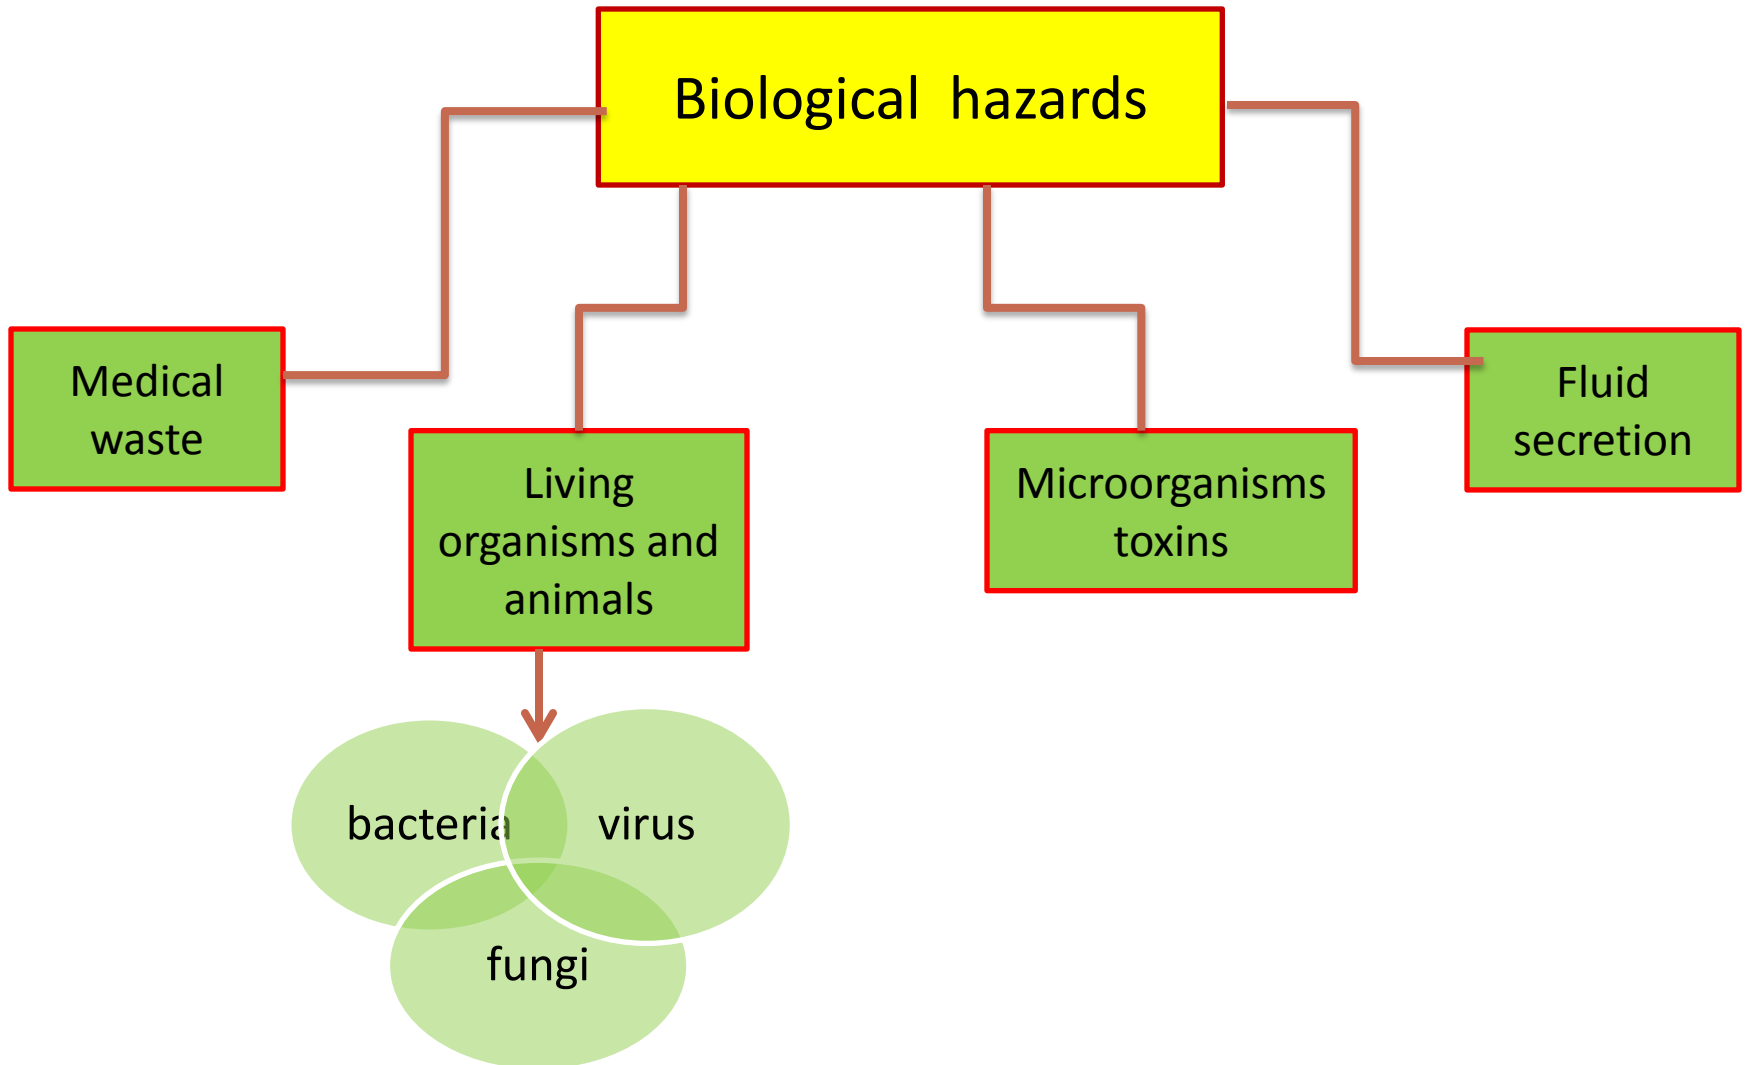 Biological hazards
Medical
waste
Living
organisms and
animals
Microorganisms
toxins
Fluid
secretion
bacteria
virus
fungi